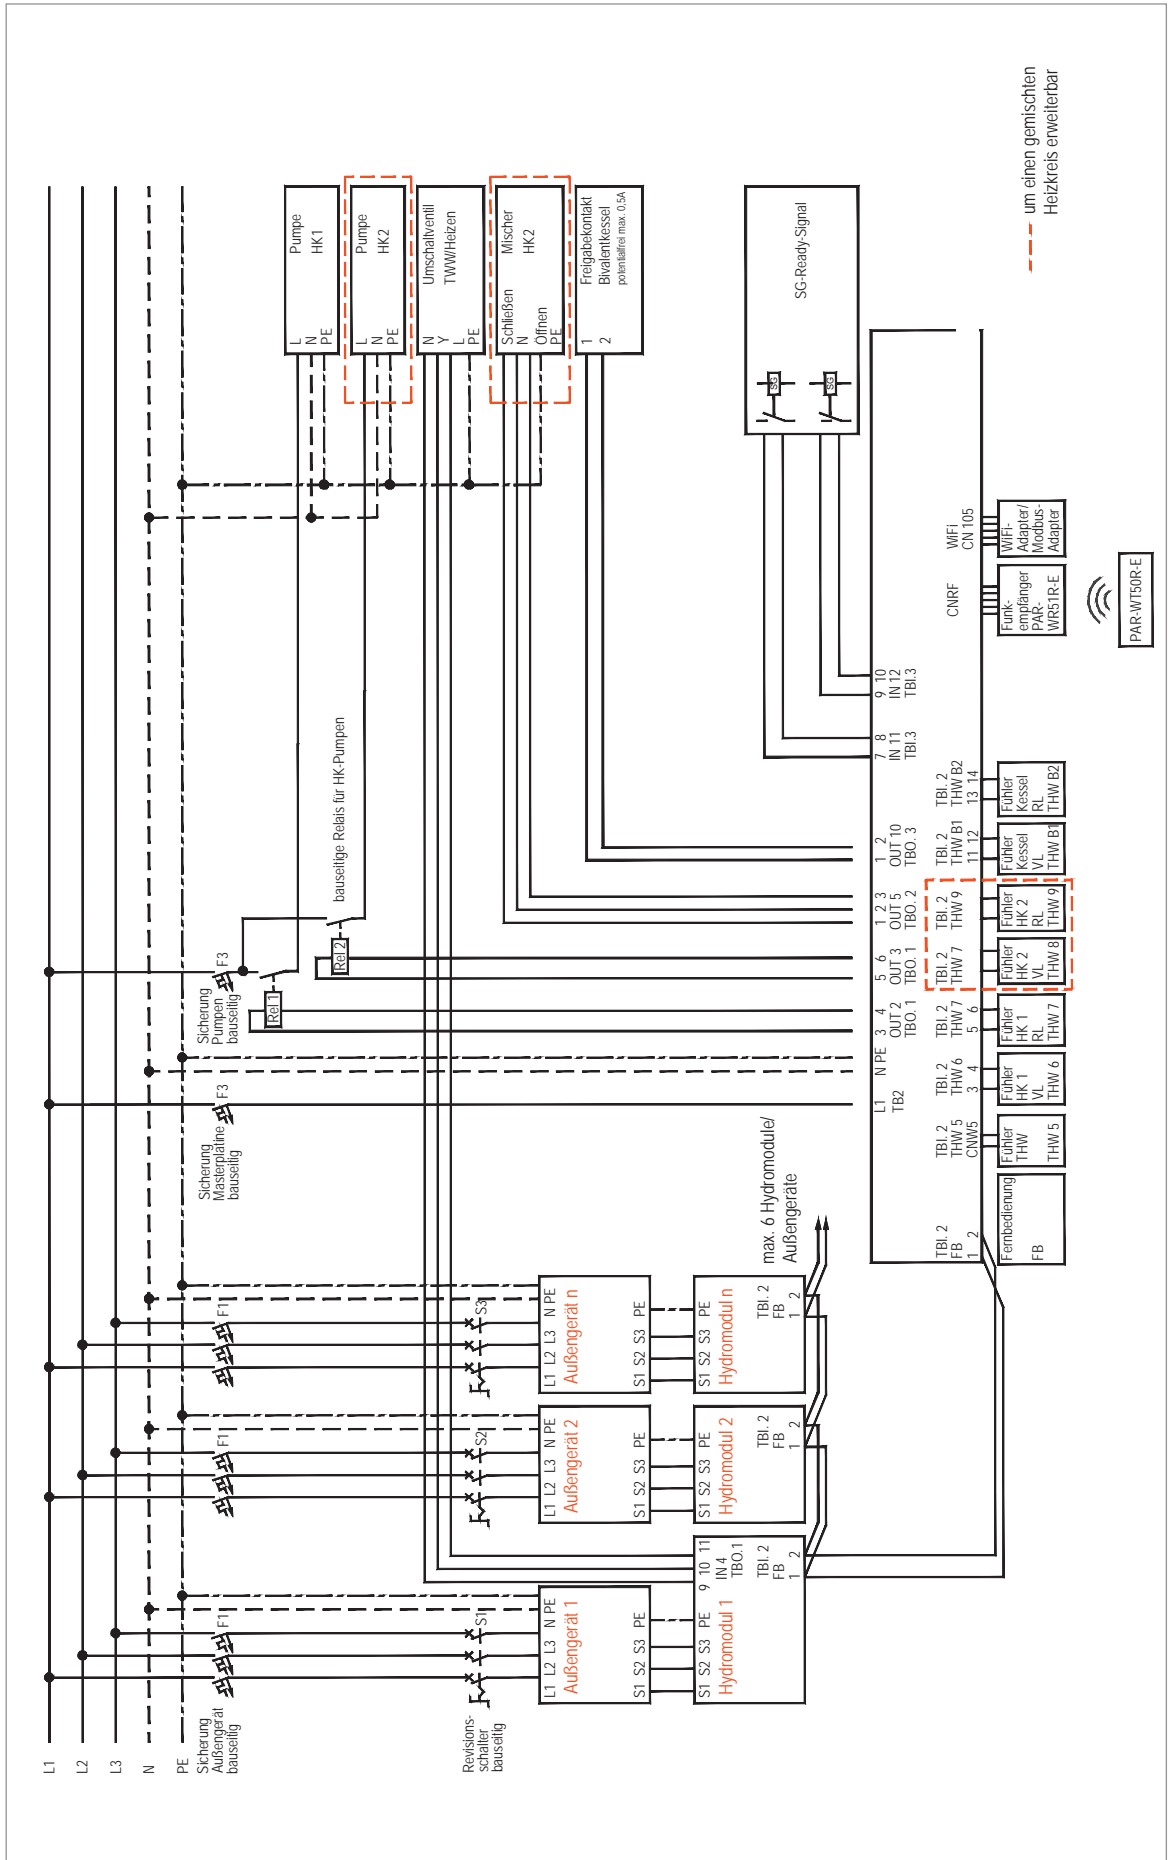 L1
L2
L3
N
PE
Sicherung
Außengerät
bauseitig
F1
F1
F1
Sicherung
Masterplatine
bauseitig
F3
Sicherung
Pumpen
bauseitig
F3
Rel 1
Rel 2
bauseitige Relais für HK-Pumpen
Pumpe
HK1
L
N
PE
Pumpe
HK2
L
N
PE
Umschaltventil
TWW/Heizen
N
Y
L
PE
Mischer
HK2
Schließen
N
Öffnen
PE
Freigabekontakt
Bivalentkessel
potentialfrei max. 0,5A
1
2
SG-Ready-Signal
SG
SG
um einen gemischten
Heizkreis erweiterbar
Revisions-
schalter
bauseitig
S1
S2
S3
L1 L2 L3 N PE
Außengerät 1
S1 S2 S3 PE
L1 L2 L3 N PE
Außengerät 2
S1 S2 S3 PE
L1 L2 L3 N PE
Außengerät n
S1 S2 S3 PE
9 10 11
IN 4
TBO.1
S1 S2 S3 PE
Hydromodul 1
TBI. 2
FB
1 2
S1 S2 S3 PE
Hydromodul 2
TBI. 2
FB
1 2
S1 S2 S3 PE
Hydromodul n
TBI. 2
FB
1 2
max. 6 Hydromodule/
Außengeräte
L1 N PE
TB2
3 4
OUT 2
TBO. 1
5 6
OUT 3
TBO. 1
1 2 3
OUT 5
TBO. 2
1 2
OUT 10
TBO. 3
7 8
IN 11
TBI.3
9 10
IN 12
TBI.3
TBI. 2
FB
1 2
TBI. 2
THW 5
CNW5
TBI. 2
THW 6
3 4
TBI. 2
THW 7
5 6
TBI. 2
THW 7
TBI. 2
THW 9
TBI. 2
THW B1
11 12
TBI. 2
THW B2
13 14
CNRF
WiFi
CN 105
Fernbedienung
FB
Fühler
THW
THW 5
Fühler
HK 1
VL
THW 6
Fühler
HK 1
RL
THW 7
Fühler
HK 2
VL
THW 8
Fühler
HK 2
RL
THW 9
Fühler
Kessel
VL
THW B1
Fühler
Kessel
RL
THW B2
Funk-
empfänger
PAR-
WR51R-E
WiFi-
Adapter/
Modbus-
Adapter
PAR-WT50R-E